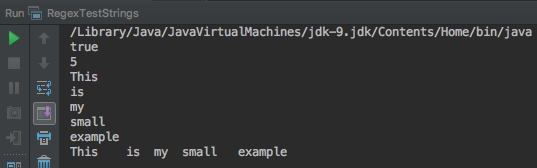 Run RegexTestStrings
/Library/Java/JavaVirtualMachines/jdk-9.jdk/Contents/Home/bin/java
true
5
This
is
my
small
example
This    is  my  small   example